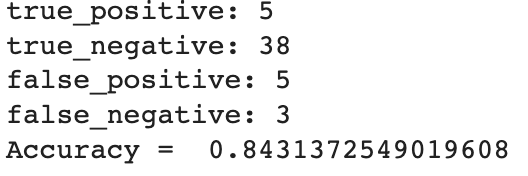 true_positive: 5
true_negative: 38
false_positive: 5
false_negative: 3
Accuracy =  0.8431372549019608